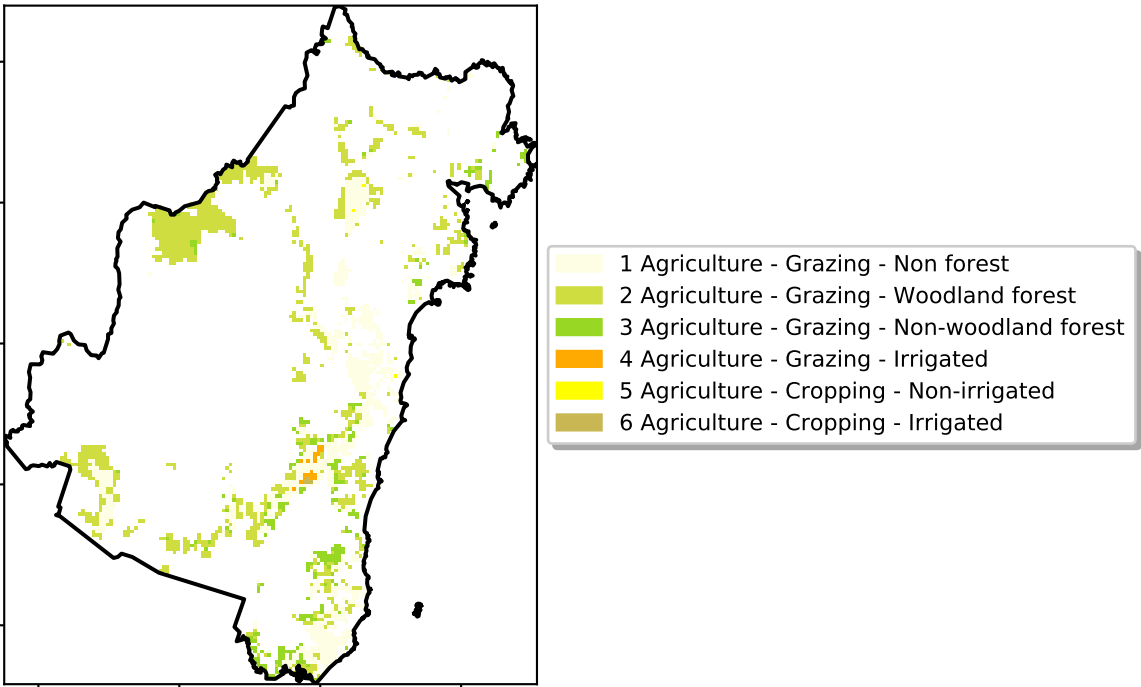 1 Agriculture - Grazing - Non forest
2 Agriculture - Grazing - Woodland forest
3 Agriculture - Grazing - Non-woodland forest
4 Agriculture - Grazing - Irrigated
5 Agriculture - Cropping - Non-irrigated
6 Agriculture - Cropping - Irrigated